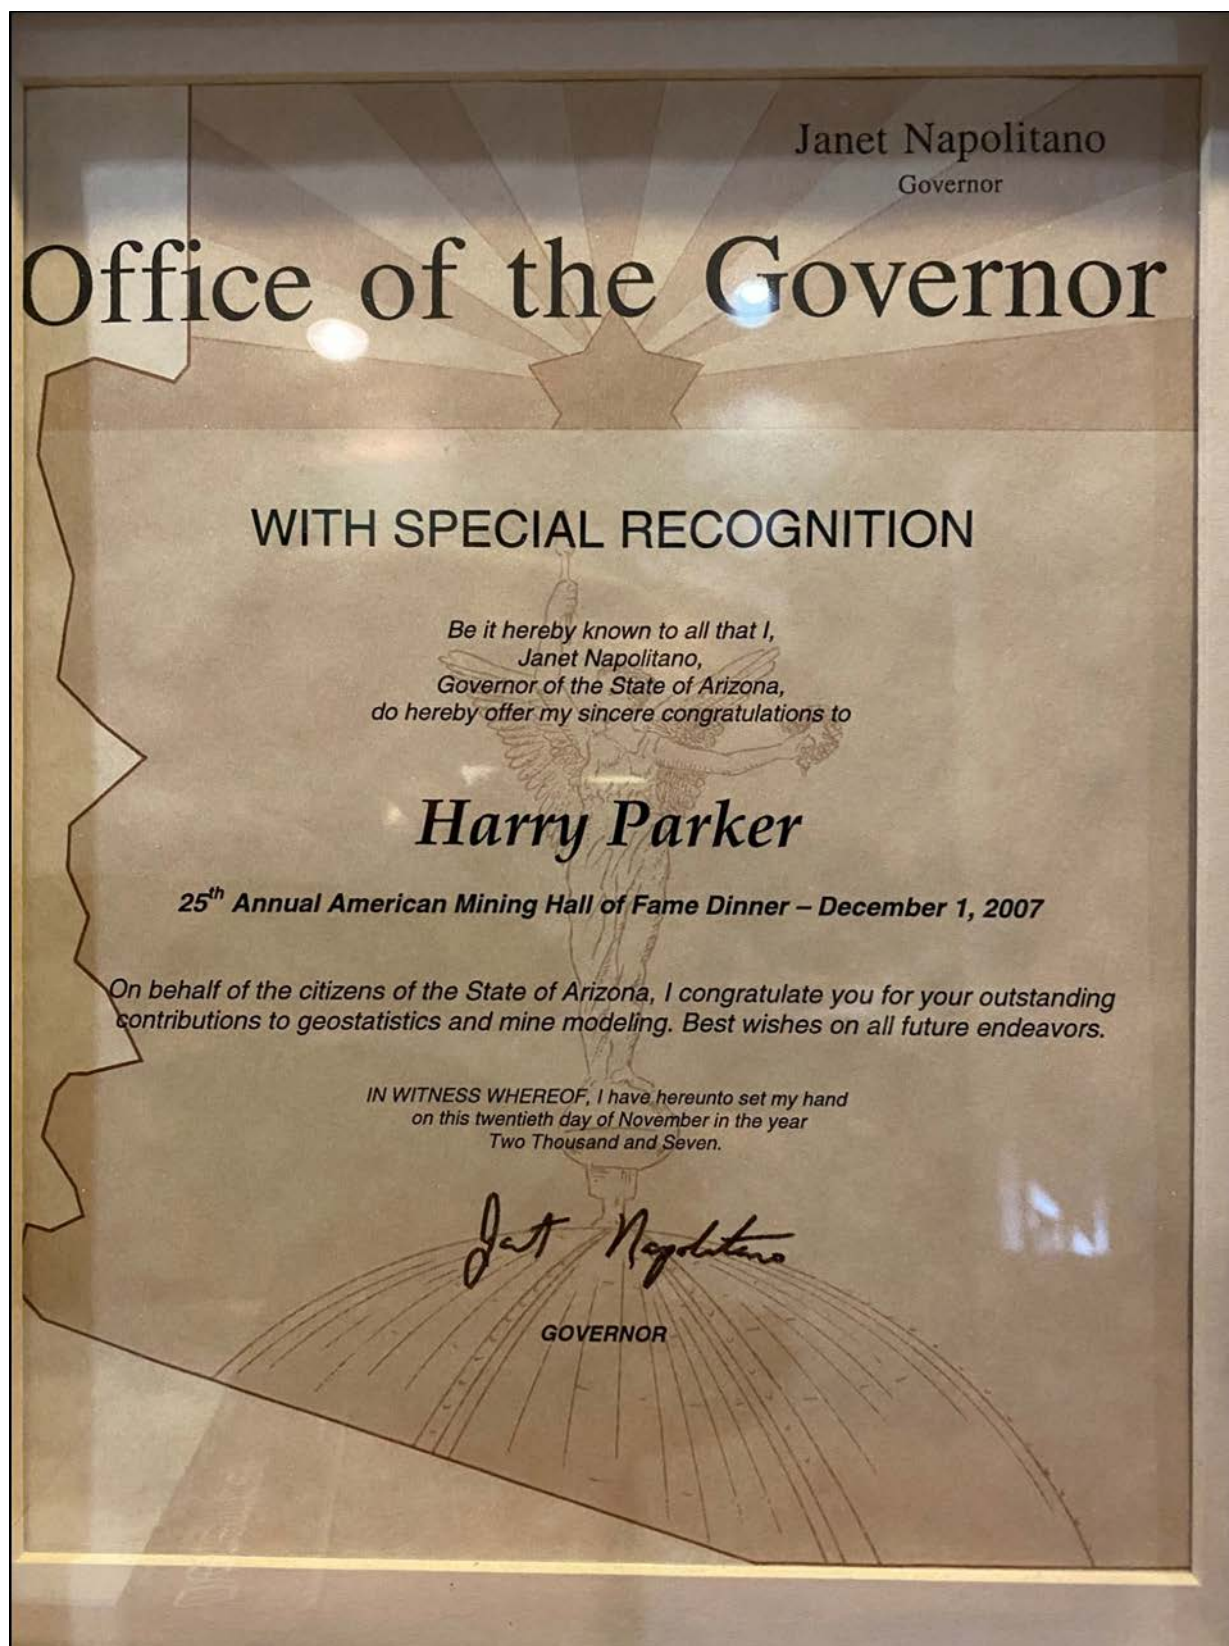 Janet Napolitano
Governor
Office of the Governor
WITH SPECIAL RECOGNITION
Be it hereby known to all that I,
Janet Napolitano,
Governor of the State of Arizona,
do hereby offer my sincere congratulations to
Harry Parker
25th Annual American Mining Hall of Fame Dinner – December 1, 2007
On behalf of the citizens of the State of Arizona, I congratulate you for your outstanding
contributions to geostatistics and mine modeling. Best wishes on all future endeavors.
IN WITNESS WHEREOF, I have hereunto set my hand
on this twentieth day of November in the year
Two Thousand and Seven.
Janet Napolitano
GOVERNOR